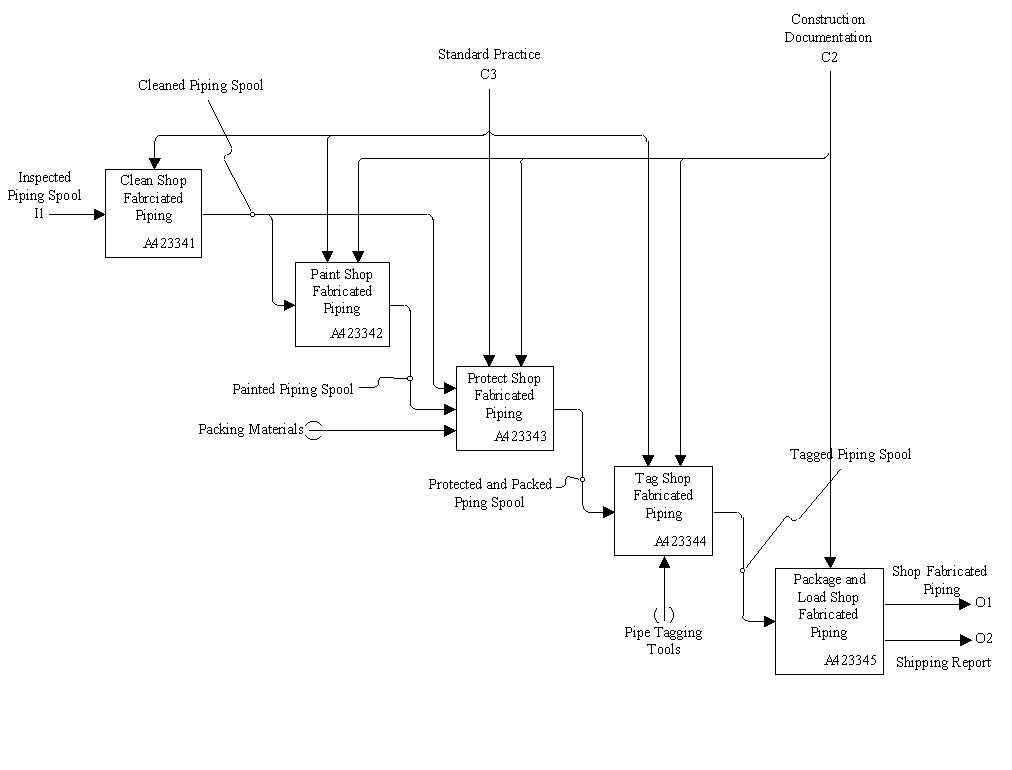 Construction
Documentation
C2
Standard Practice
C3
Cleaned Piping Spool
Inspected
Piping Spool
I1
Clean Shop
Fabrciated
Piping
A423341
Paint Shop
Fabricated
Piping
A423342
Painted Piping Spool
Packing Materials
Protect Shop
Fabricated
Piping
A423343
Protected and Packed
Pping Spool
Tag Shop
Fabricated
Piping
A423344
Tagged Piping Spool
Pipe Tagging
Tools
Package and
Load Shop
Fabricated
Piping
A423345
Shop Fabricated
Piping
O1
O2
Shipping Report